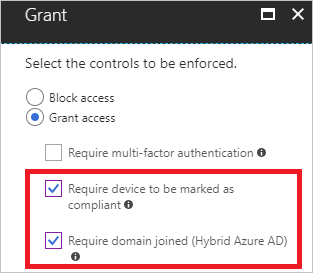 Grant
Select the controls to be enforced.
Block access
Grant access
Require multi-factor authentication
Require device to be marked as
compliant
Require domain joined (Hybrid Azure AD)